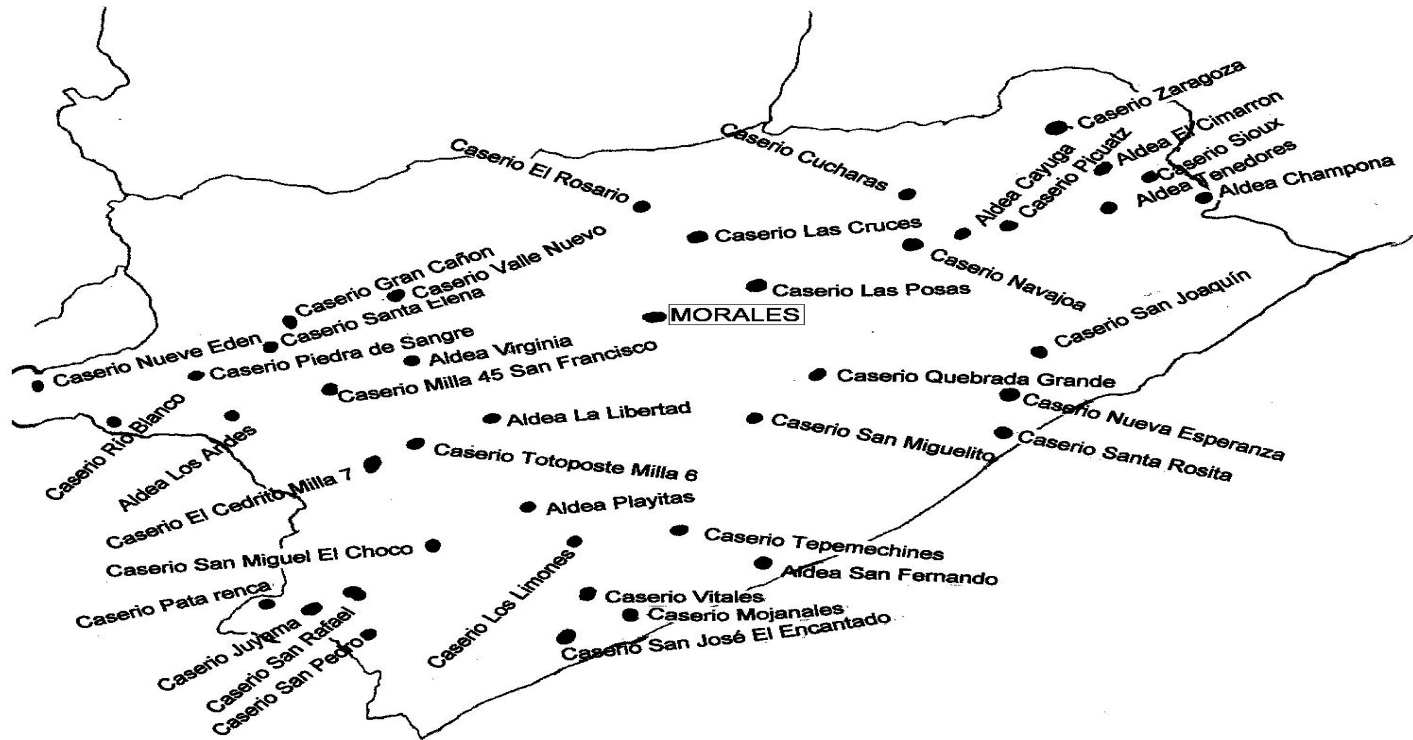 Caserio Zaragoza
Aldea El Cimarron
Caserio Sioux
Aldea Tenedores
Aldea Champona
Caserio Picuatz
Aldea Cayuga
Caserio Cucharas
Caserio El Rosario
Caserio Las Cruces
Caserio Navajoa
Caserio Valle Nuevo
Caserio Gran Cañon
Caserio Santa Elena
Caserio Las Posas
MORALES
Caserio San Joaquín
Caserio Nueve Eden
Caserio Piedra de Sangre
Aldea Virginia
Caserio Milla 45 San Francisco
Caserio Quebrada Grande
Caserio Nueva Esperanza
Caserio Río Blanco
Aldea Los Andes
Aldea La Libertad
Caserio San Miguelito
Caserio Santa Rosita
Caserio Totoposte Milla 6
Caserio El Cedrito Milla 7
Aldea Playitas
Caserio San Miguel El Choco
Caserio Tepemechines
Aldea San Fernando
Caserio Los Limones
Caserio Pata renca
Caserio Vitales
Caserio Mojanales
Caserio San José El Encantado
Caserio Juyama
Caserio San Rafael
Caserio San Pedro